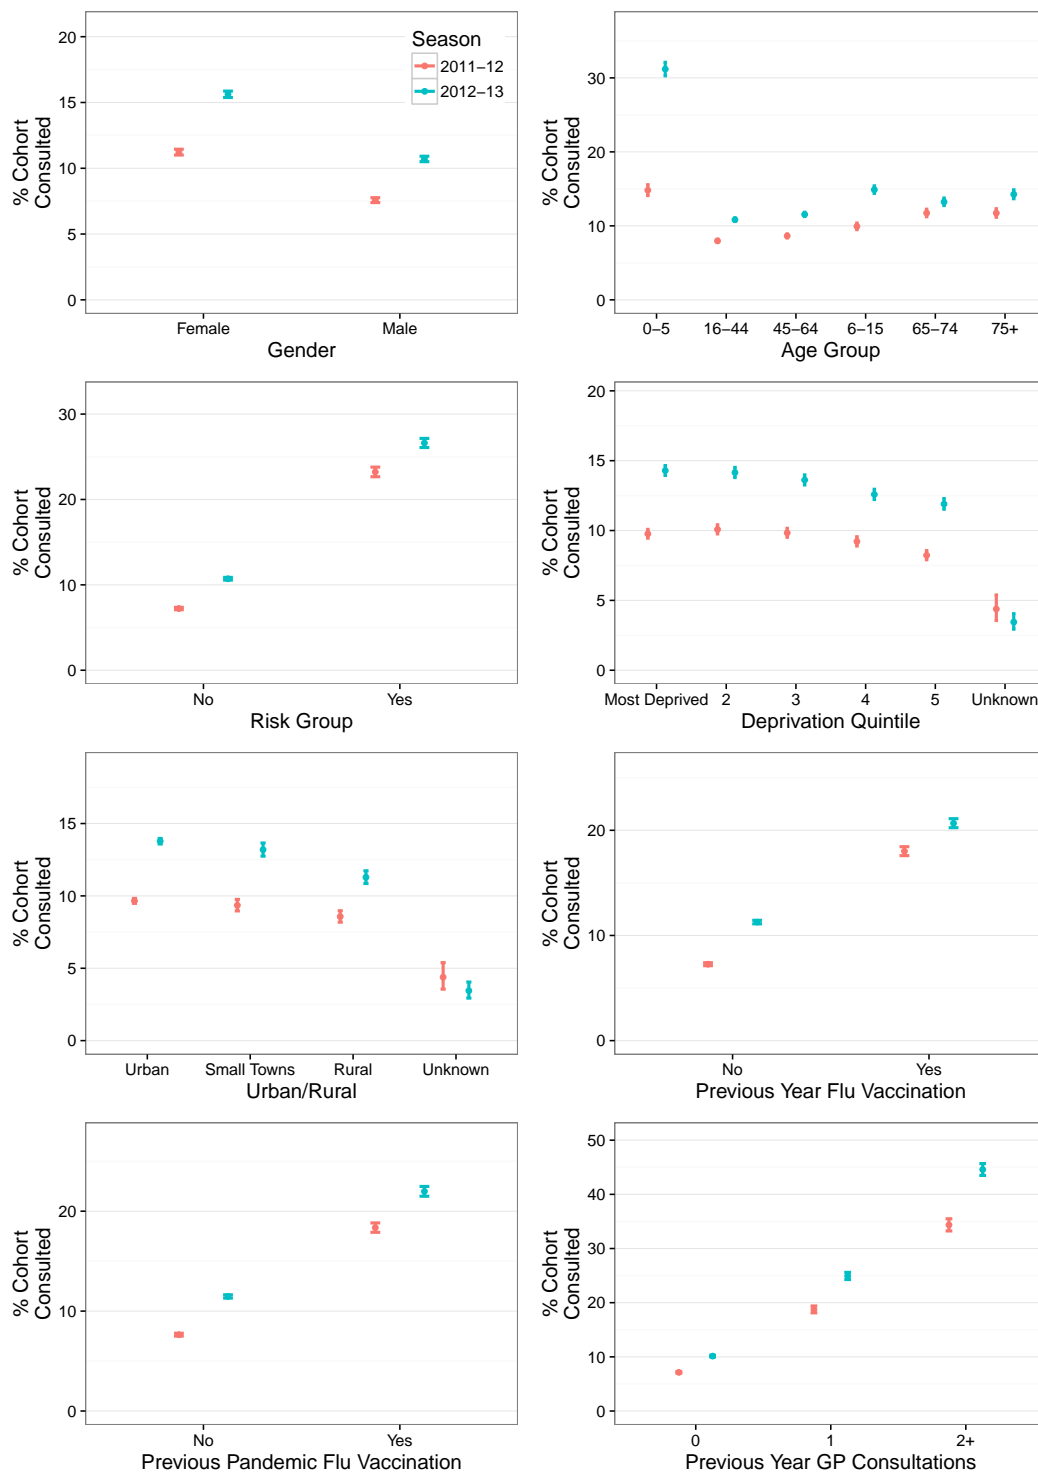 Season
2011–12
2012–13
% Cohort
Consulted
20
15
10
5
0
Female
Male
Gender
% Cohort
Consulted
30
20
10
0
0–5
16–44
45–64
6–15
65–74
75+
Age Group
% Cohort
Consulted
30
20
10
0
No
Yes
Risk Group
% Cohort
Consulted
20
15
10
5
0
Most Deprived
2
3
4
5
Unknown
Deprivation Quintile
% Cohort
Consulted
15
10
5
0
Urban
Small Towns
Rural
Unknown
Urban/Rural
% Cohort
Consulted
20
10
0
No
Yes
Previous Year Flu Vaccination
% Cohort
Consulted
20
10
0
No
Yes
Previous Pandemic Flu Vaccination
% Cohort
Consulted
50
40
30
20
10
0
0
1
2+
Previous Year GP Consultations